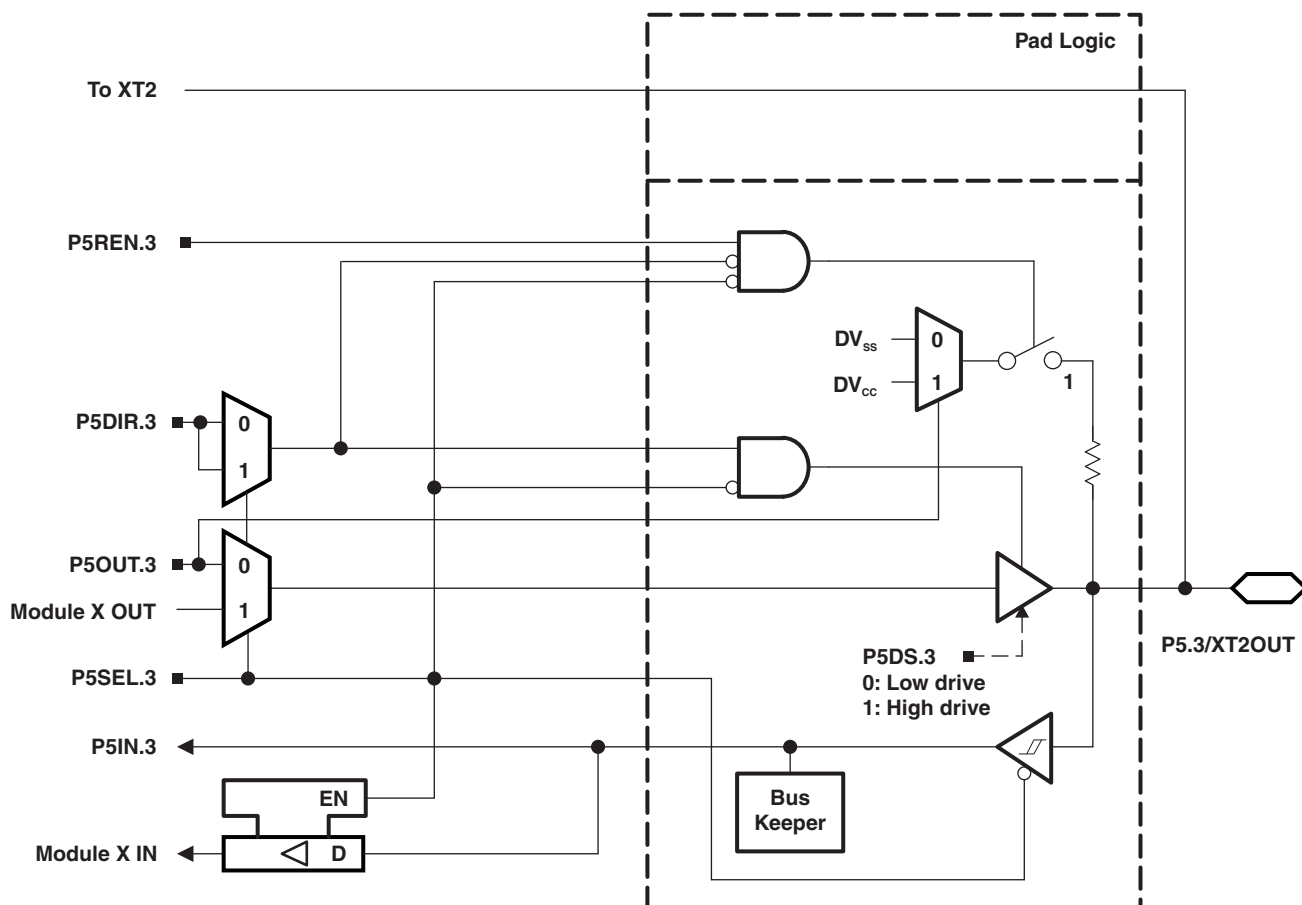 Pad Logic
To XT2
P5REN.3
DVss
0
DVcc
1
1
P5DIR.3
0
1
P5OUT.3
0
Module X OUT
1
P5DS.3
0: Low drive
1: High drive
P5.3/XT2OUT
P5SEL.3
P5IN.3
EN
Bus
Keeper
Module X IN
D